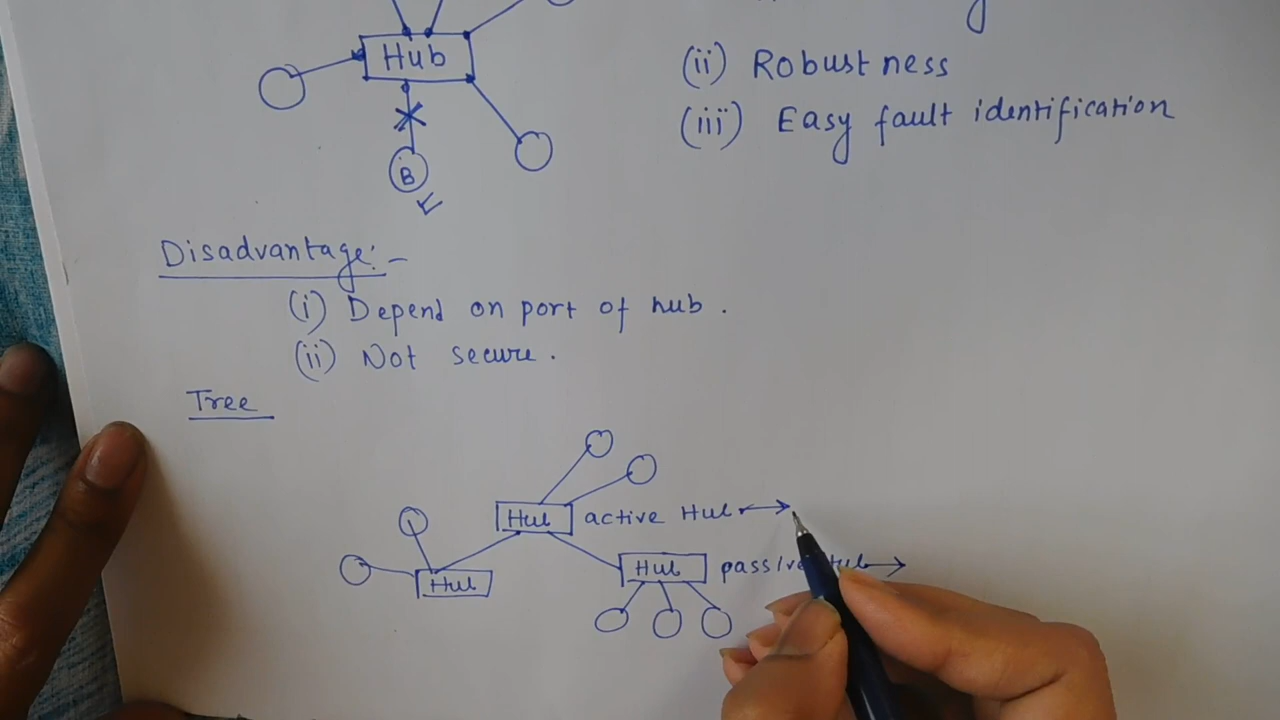 Hub
(ii) Robustness
(iii) Easy fault identification
B
Disadvantage:-
(i) Depend on port of hub.
(ii) Not secure.
Tree
Hub active Hub
Hub passive Hub
Hub